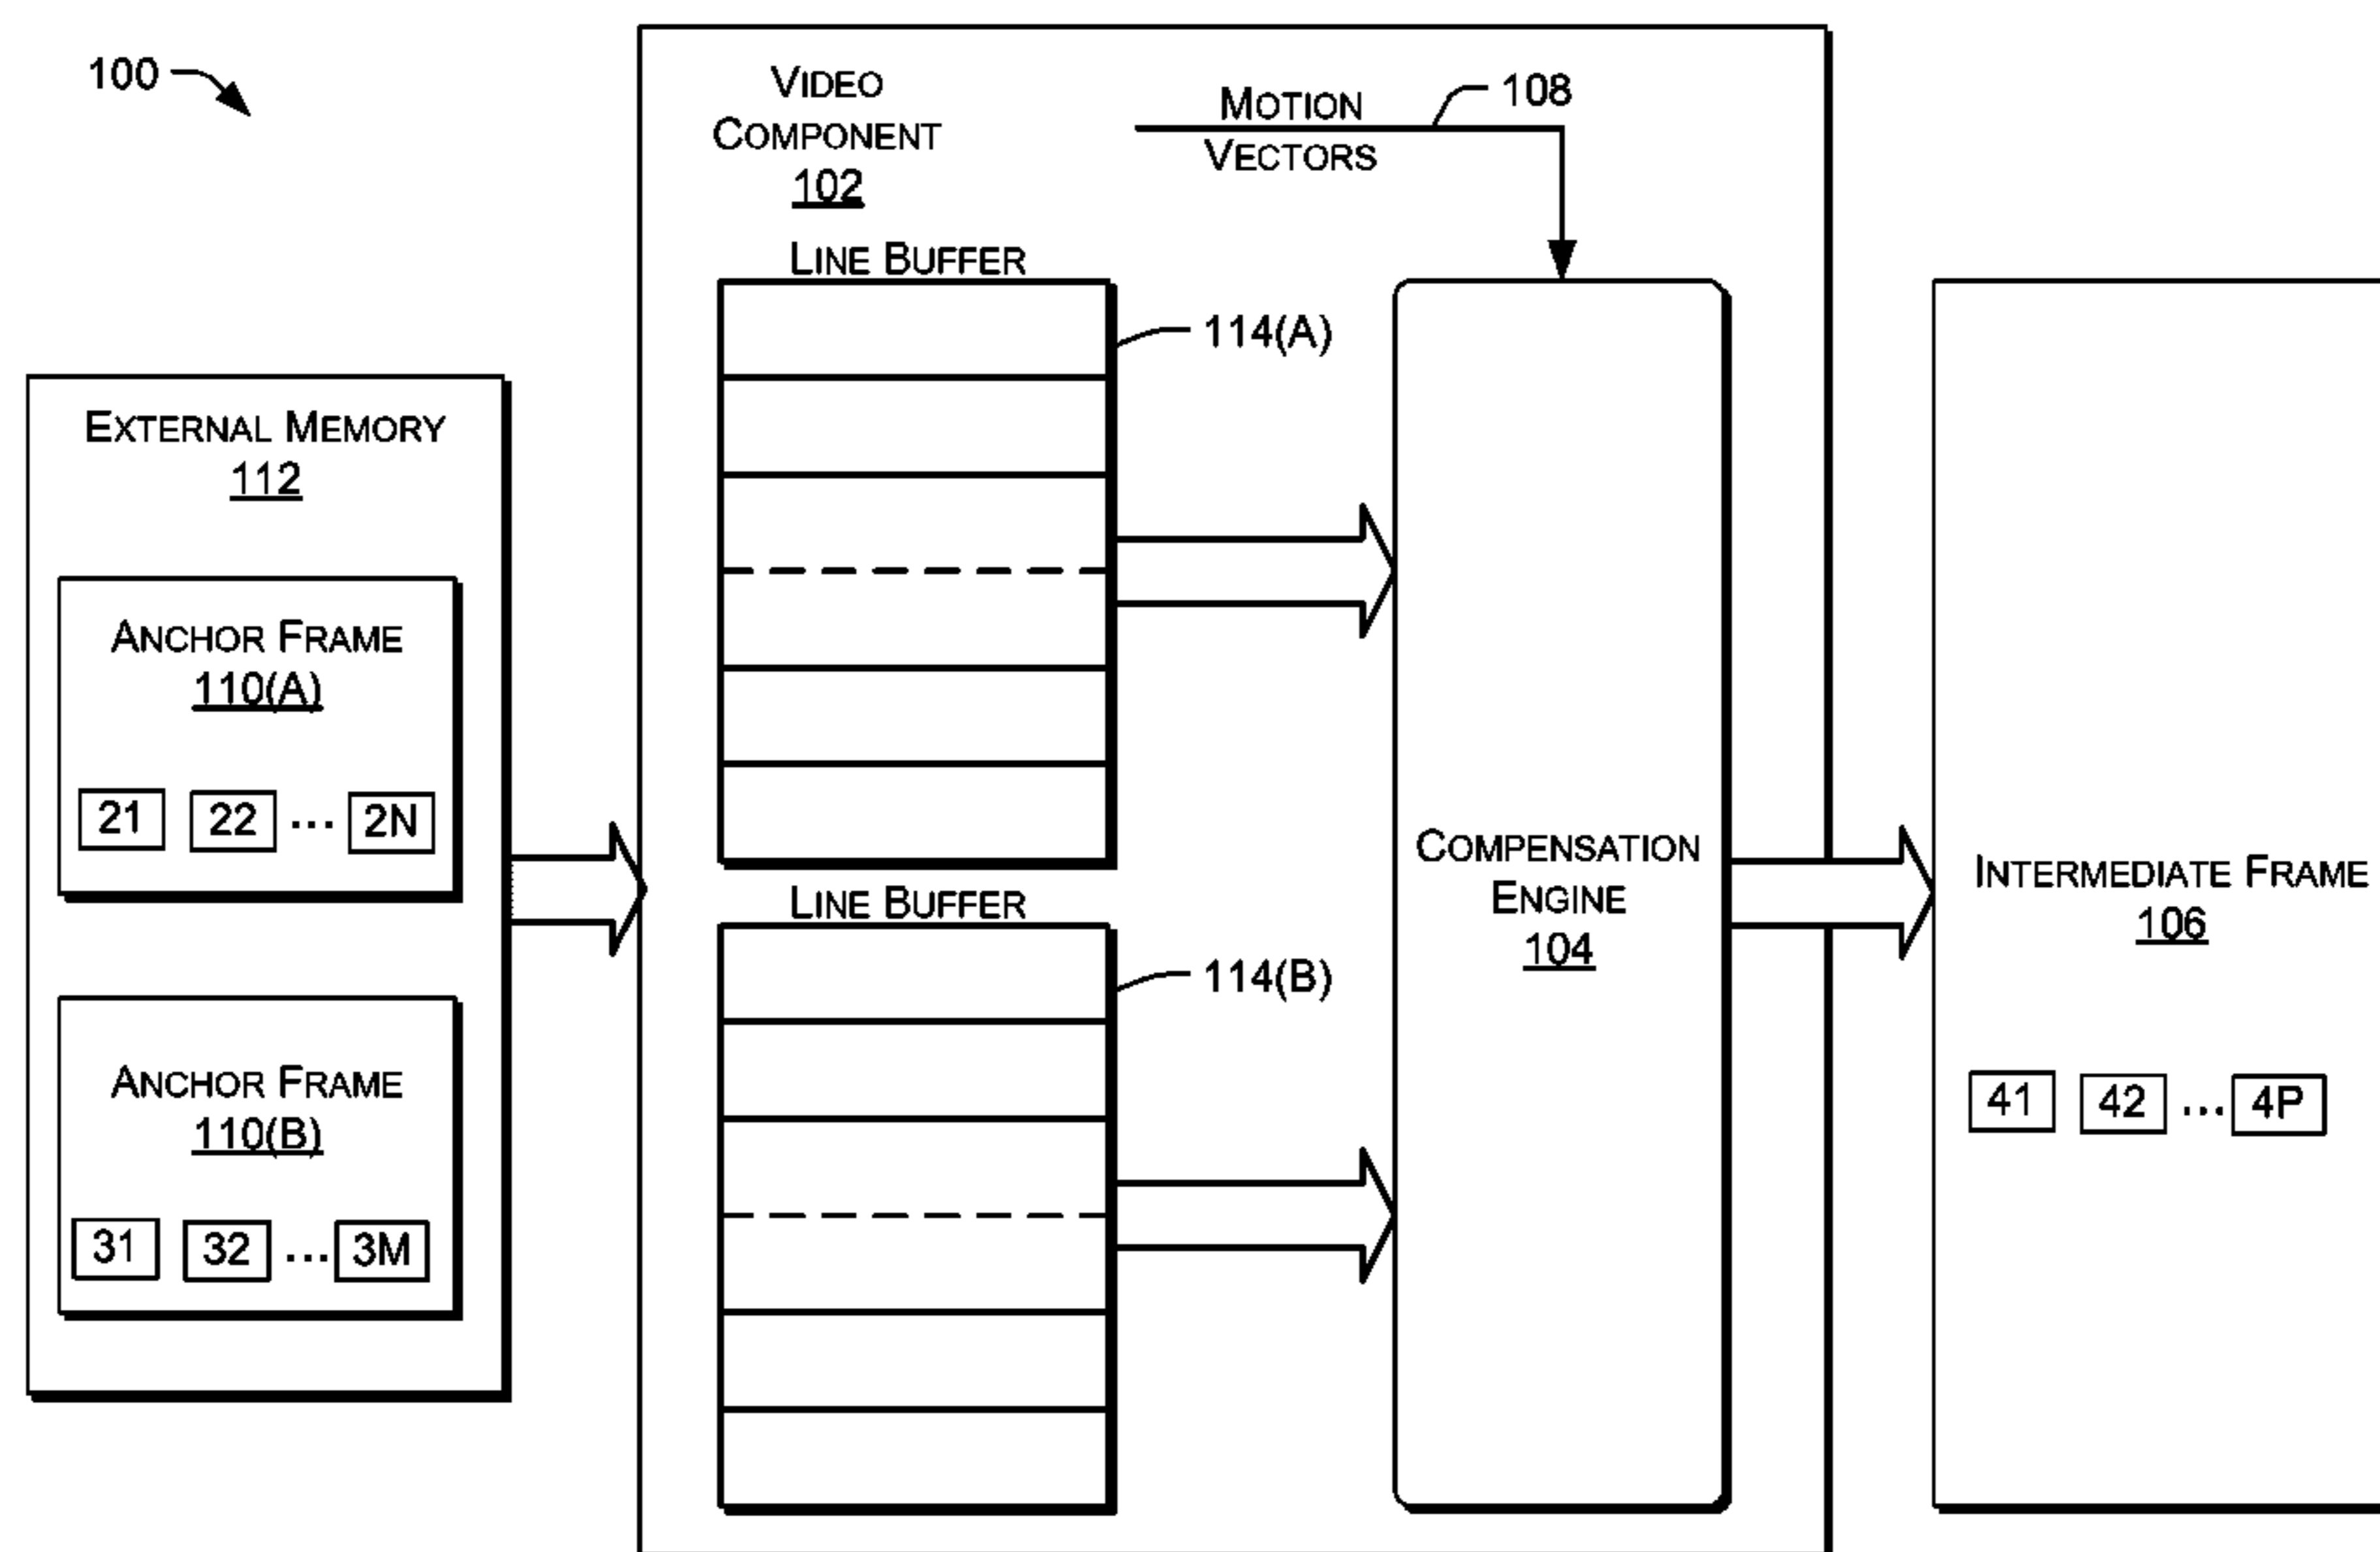 100
VIDEO
COMPONENT
102
MOTION
VECTORS
108
LINE BUFFER
114(A)
EXTERNAL MEMORY
112
ANCHOR FRAME
110(A)
21 22 ... 2N
ANCHOR FRAME
110(B)
31 32 ... 3M
LINE BUFFER
114(B)
COMPENSATION
ENGINE
104
INTERMEDIATE FRAME
106
41 42 ... 4P